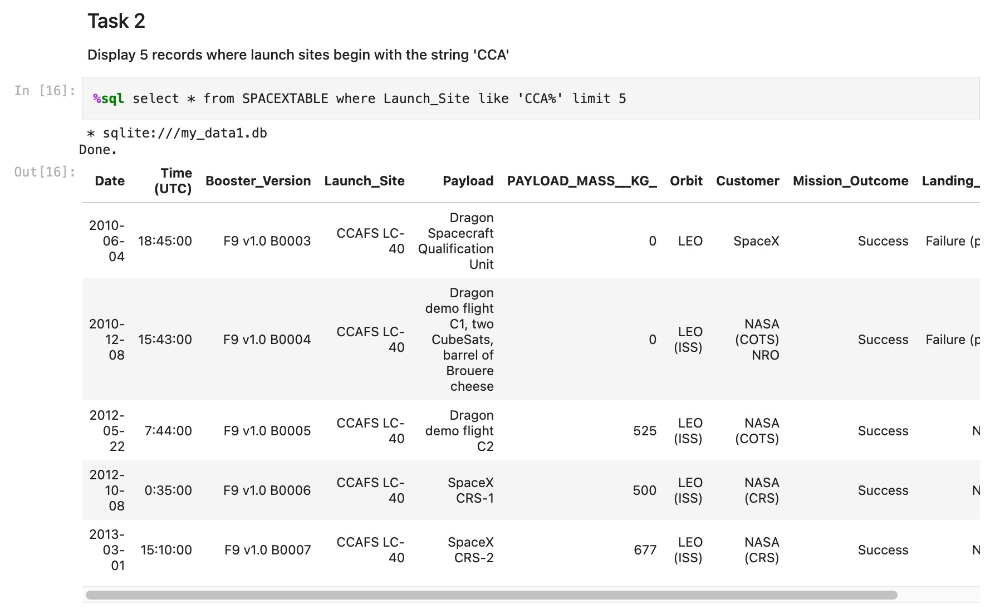 Task 2
Display 5 records where launch sites begin with the string 'CCA'
In [16]:
%sql select * from SPACEXTABLE where Launch_Site like 'CCA%' limit 5
* sqlite:///my_data1.db
Done.
Out[16]:
Date Time (UTC) Booster_Version Launch_Site Payload PAYLOAD_MASS__KG_ Orbit Customer Mission_Outcome Landing_
2010-06-04 18:45:00 F9 v1.0 B0003 CCAFS LC-40 Dragon Spacecraft Qualification Unit 0 LEO SpaceX Success Failure (p
2010-12-08 15:43:00 F9 v1.0 B0004 CCAFS LC-40 Dragon demo flight C1, two CubeSats, barrel of Brouere cheese 0 LEO (ISS) NASA (COTS) NRO Success Failure (p
2012-05-22 7:44:00 F9 v1.0 B0005 CCAFS LC-40 Dragon demo flight C2 525 LEO (ISS) NASA (COTS) Success N
2012-10-08 0:35:00 F9 v1.0 B0006 CCAFS LC-40 SpaceX CRS-1 500 LEO (ISS) NASA (CRS) Success N
2013-03-01 15:10:00 F9 v1.0 B0007 CCAFS LC-40 SpaceX CRS-2 677 LEO (ISS) NASA (CRS) Success N